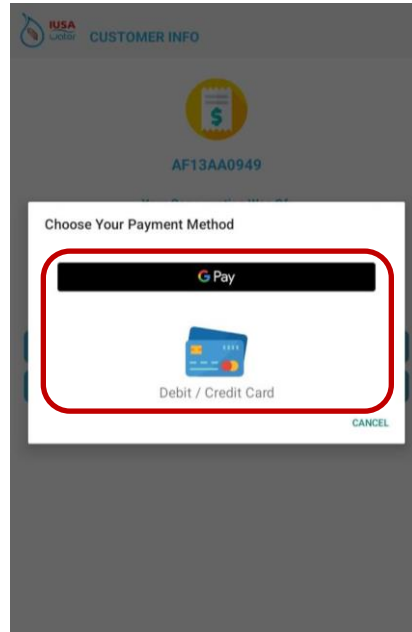 IUSA
water
CUSTOMER INFO
$
AF13AA0949
Choose Your Payment Method
G Pay
Debit / Credit Card
CANCEL